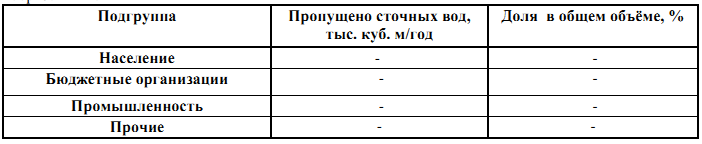 Подгруппа Пропущено сточных вод, Доля в общем объёме, %
тыс. куб. м/год
Население - -
Бюджетные организации - -
Промышленность - -
Прочие - -